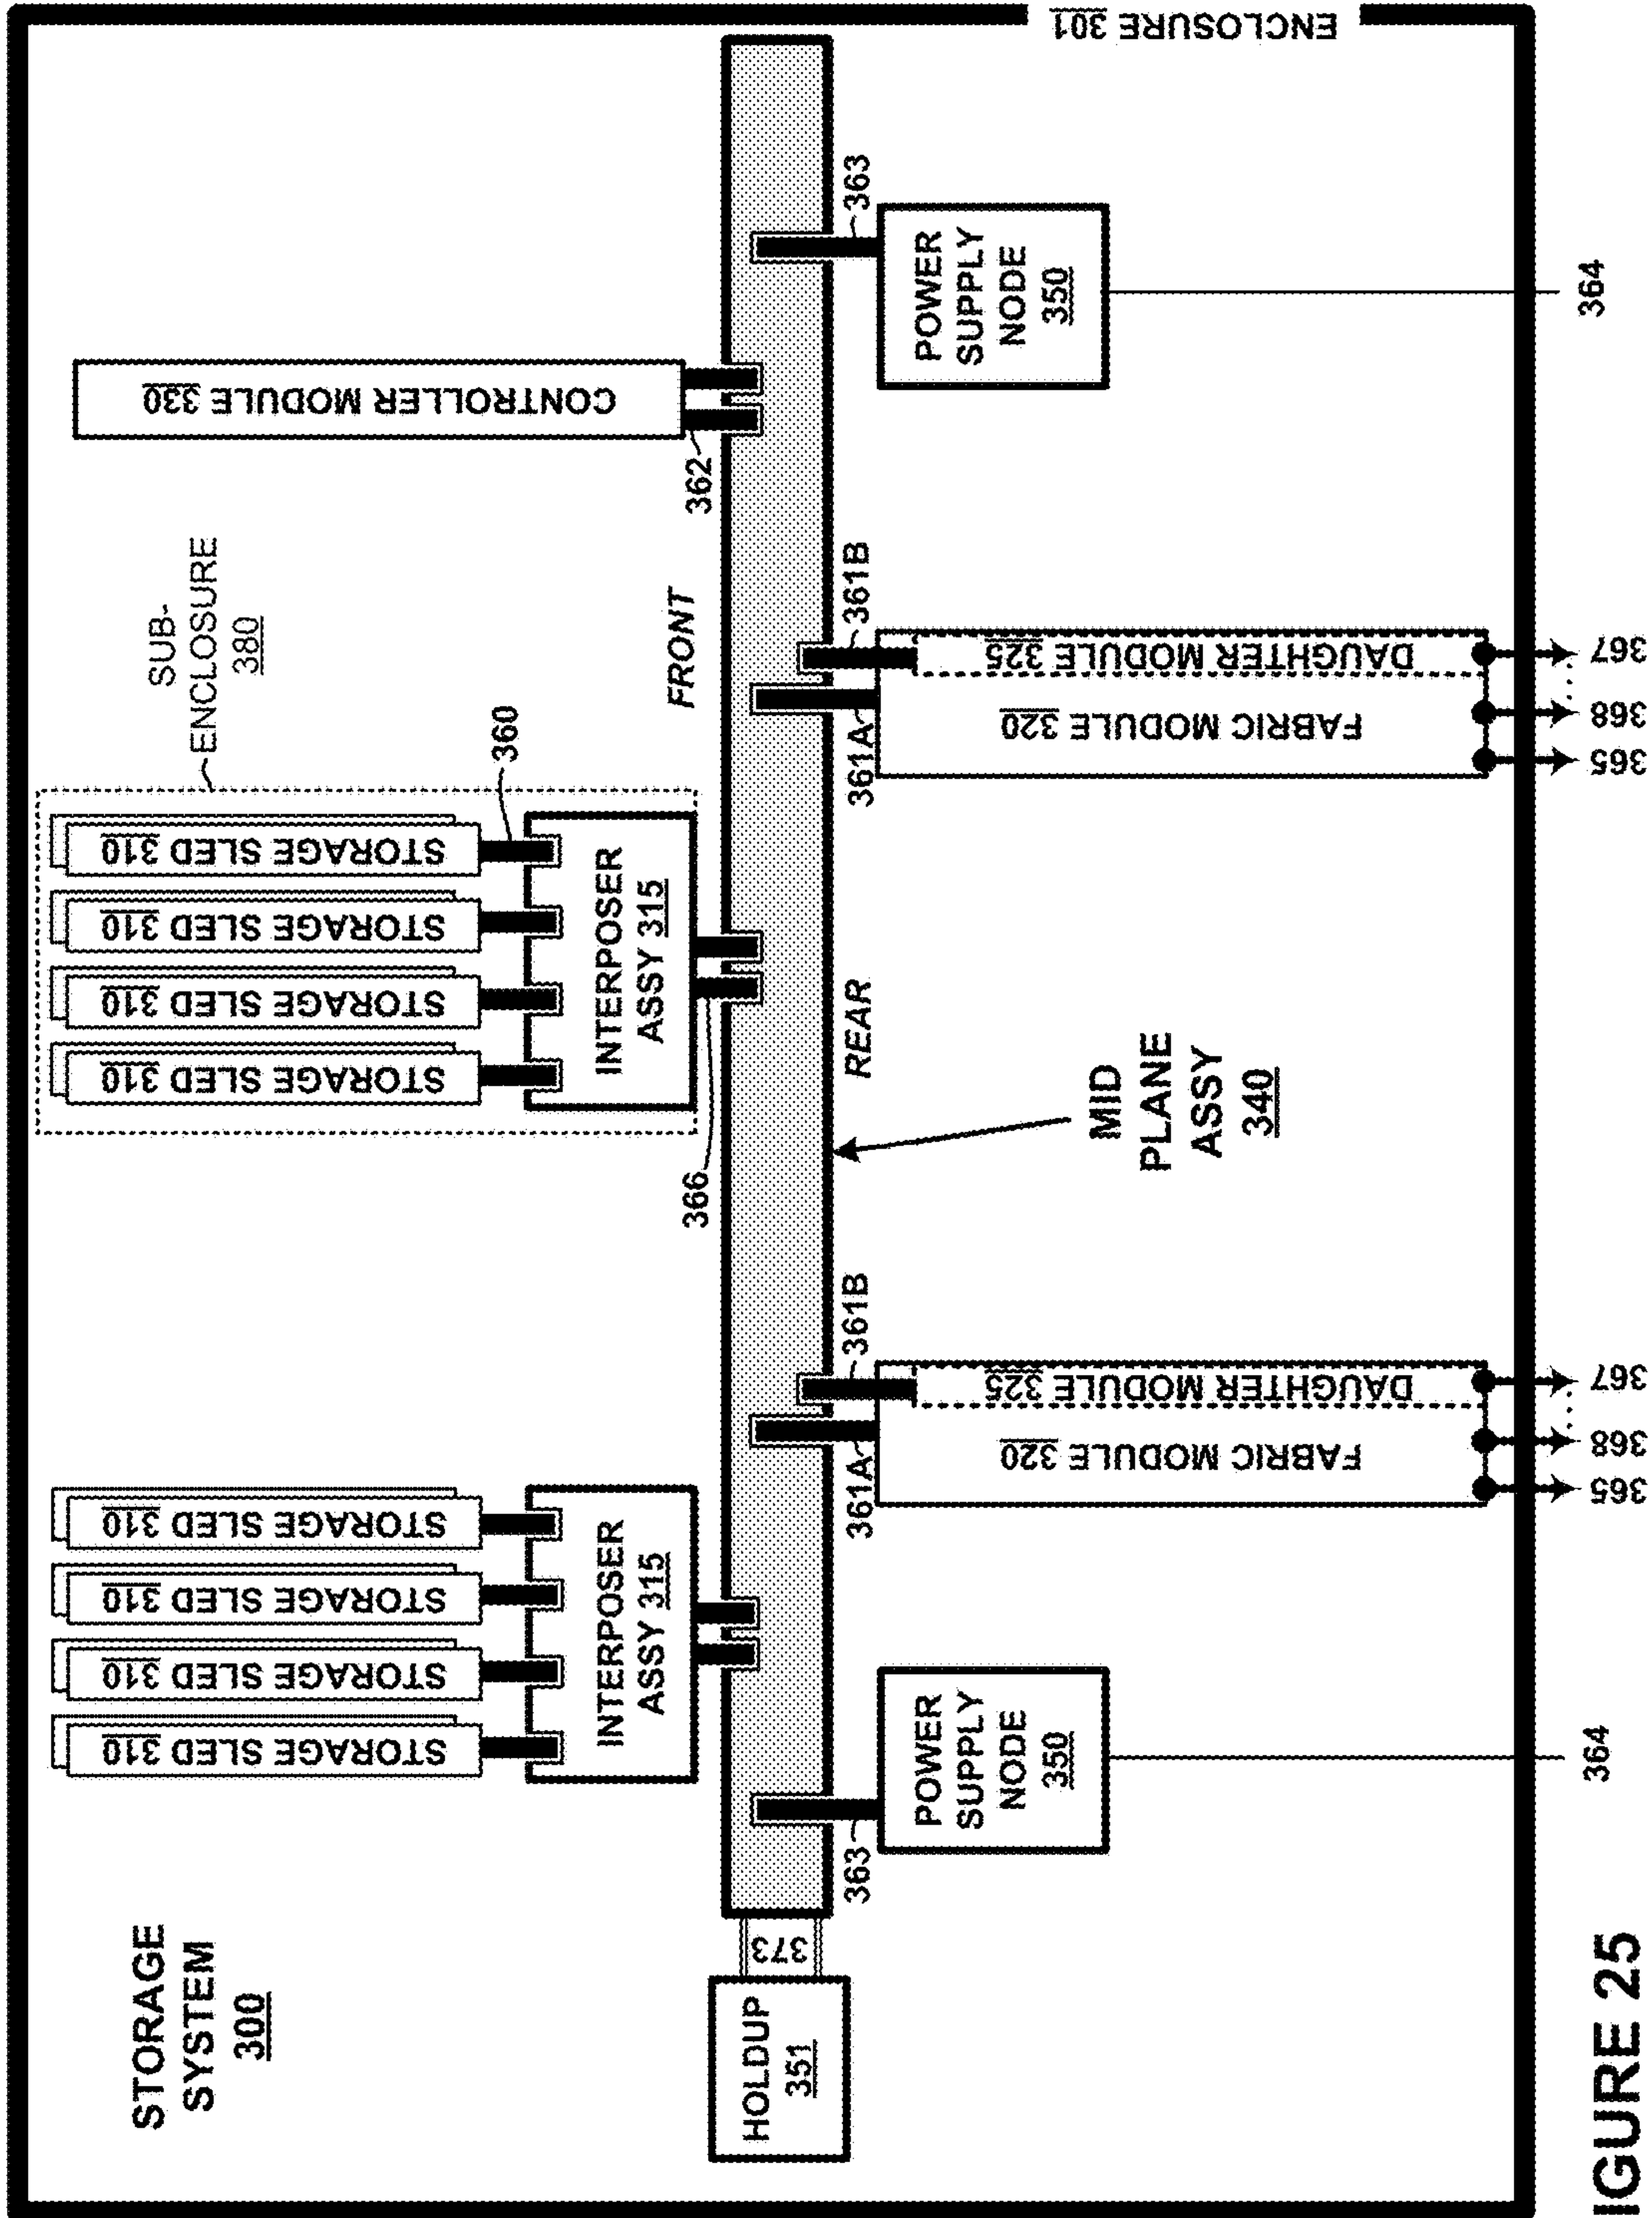 STORAGE
SYSTEM
300
SUB-
ENCLOSURE
380
STORAGE SLED 310
STORAGE SLED 310
STORAGE SLED 310
STORAGE SLED 310
STORAGE SLED 310
STORAGE SLED 310
STORAGE SLED 310
STORAGE SLED 310
360
CONTROLLER MODULE 330
INTERPOSER
ASSY 315
INTERPOSER
ASSY 315
366
FRONT
362
HOLDUP
351
373
363
361A
361B
REAR
361A
361B
363
POWER
SUPPLY
NODE
350
FABRIC MODULE 320
DAUGHTER MODULE 325
MID
PLANE
ASSY
340
FABRIC MODULE 320
DAUGHTER MODULE 325
POWER
SUPPLY
NODE
350
ENCLOSURE 301
364
365
368
367
365
368
367
364
IGURE 25